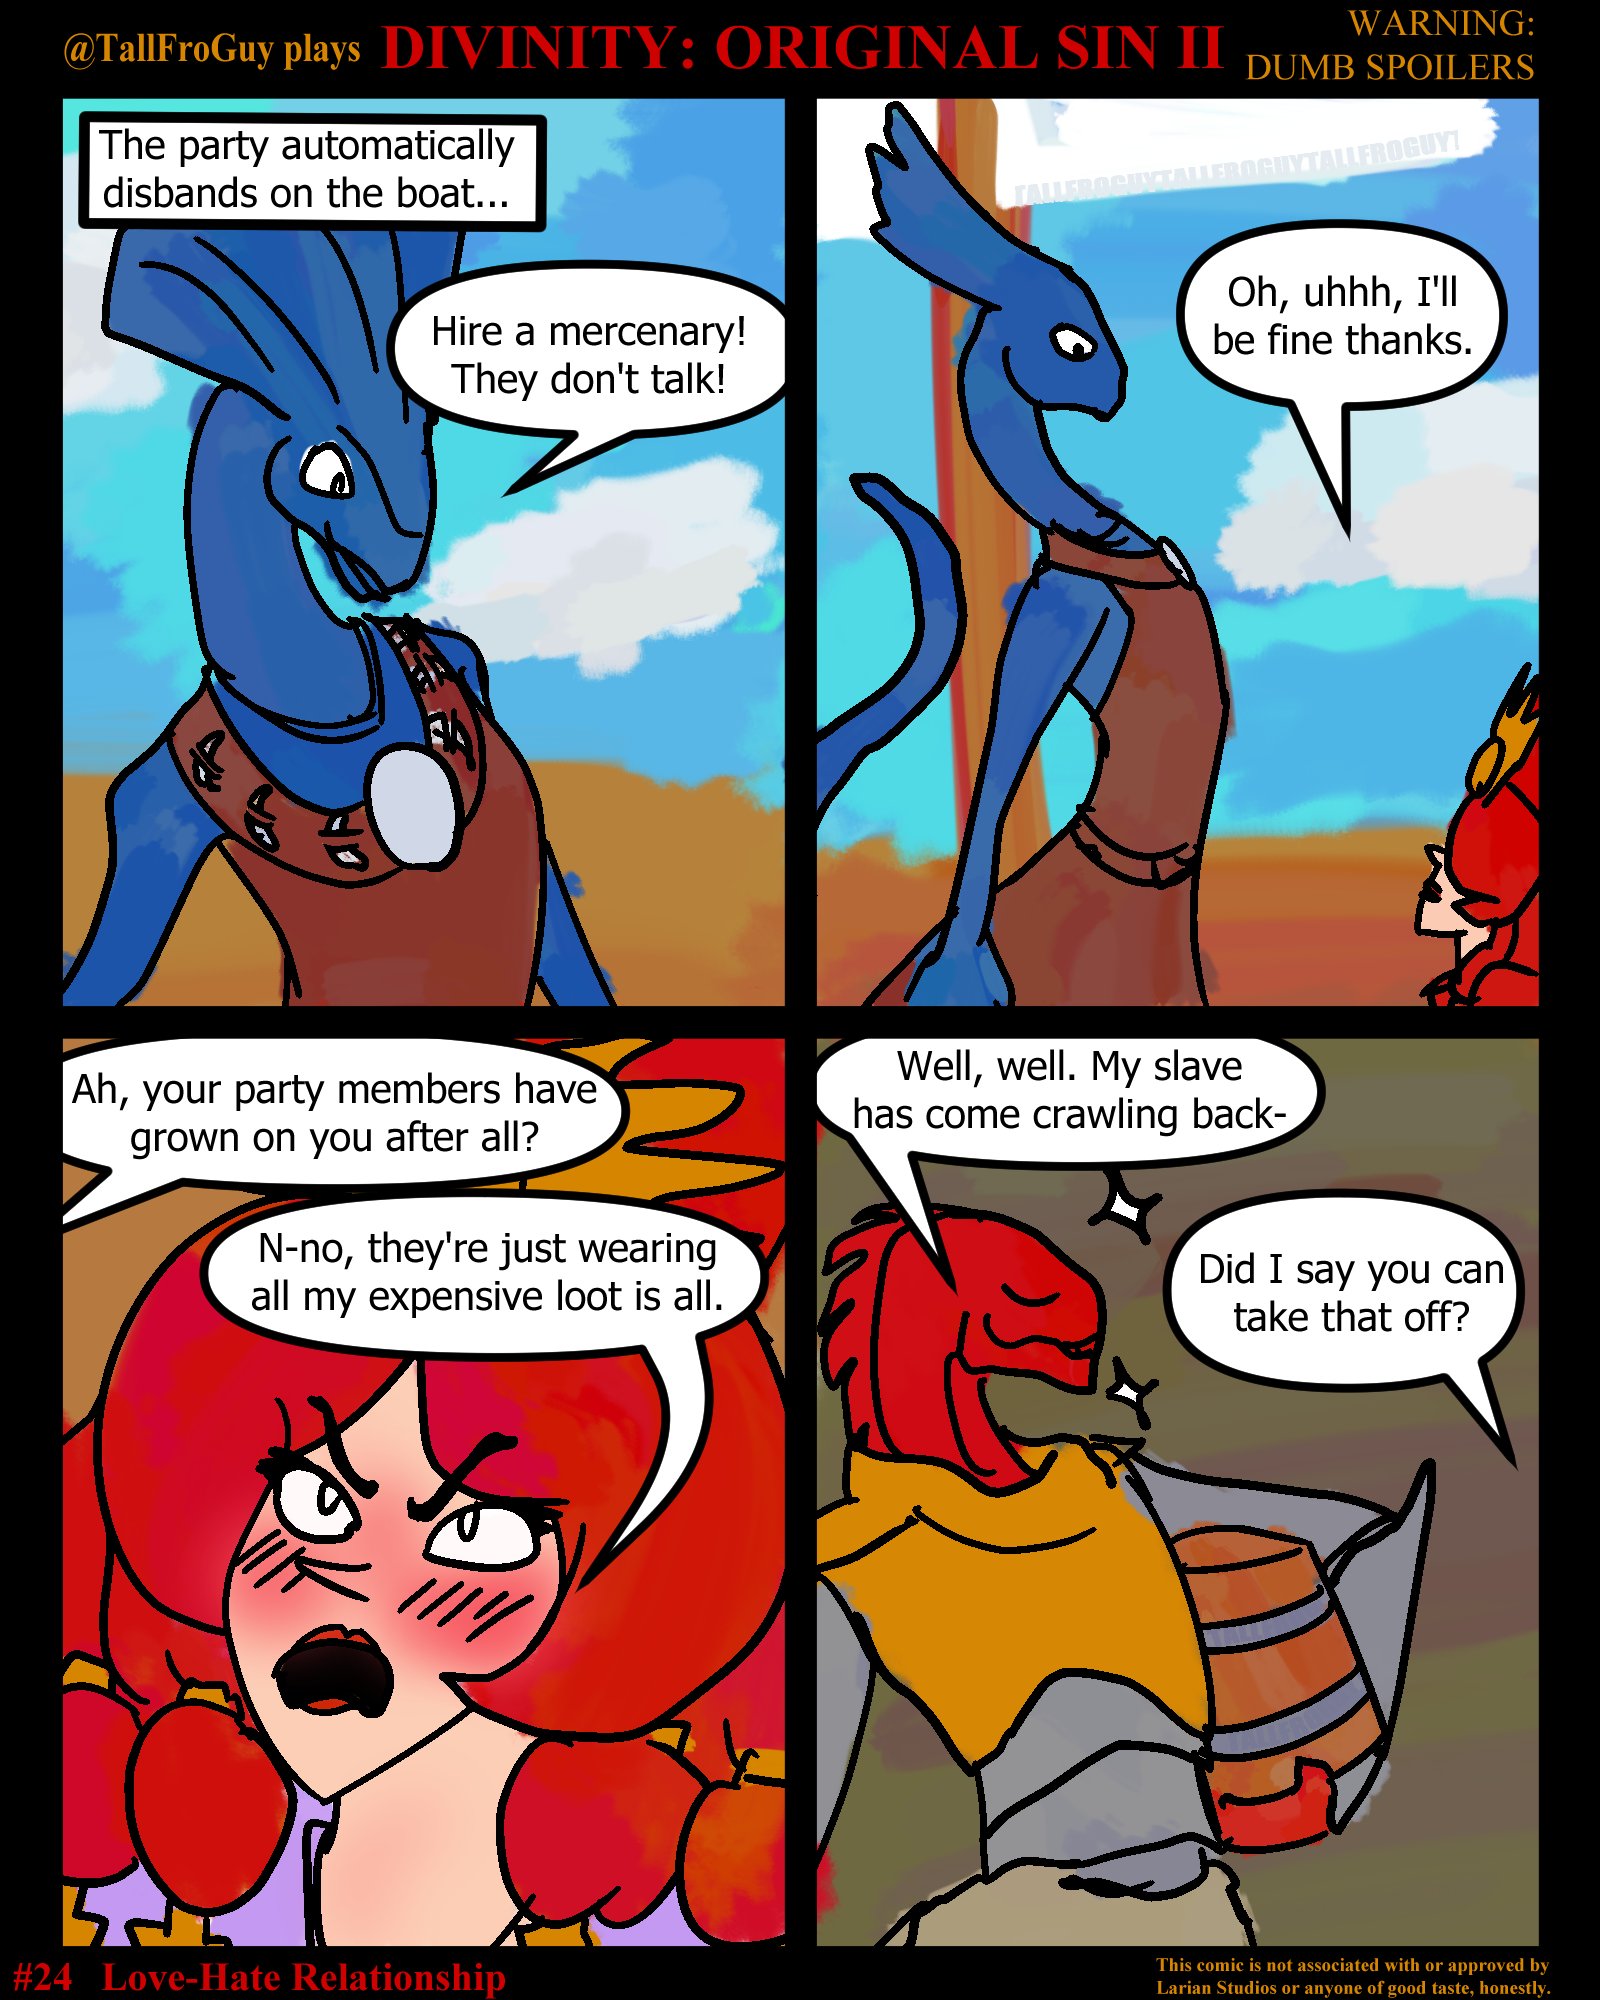 @TallFroGuy plays DIVINITY: ORIGINAL SIN II
WARNING:
DUMB SPOILERS
The party automatically
disbands on the boat...
Hire a mercenary!
They don't talk!
TALLFROGUYTALLFROGUYTALLFROGUY!
Oh, uhhh, I'll
be fine thanks.
Ah, your party members have
grown on you after all?
N-no, they're just wearing
all my expensive loot is all.
Well, well. My slave
has come crawling back-
Did I say you can
take that off?
#24 Love-Hate Relationship
This comic is not associated with or approved by
Larian Studios or anyone of good taste, honestly.